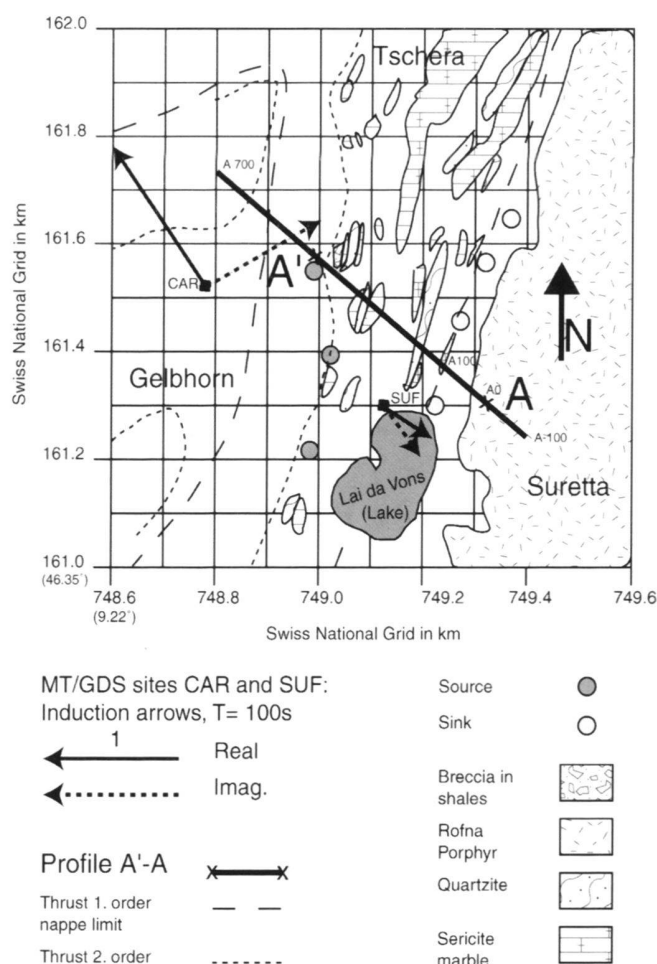 162.0
Tschera
161.8
A 700
161.6
CAR
A'
N
161.4
A100
Gelbhorn
A0
A
SUF
A-100
161.2
Lai da Vons
(Lake)
Suretta
161.0
(46.35°)
748.6
748.8
749.0
749.2
749.4
749.6
(9.22°)
Swiss National Grid in km
Swiss National Grid in km
MT/GDS sites CAR and SUF:
Induction arrows, T= 100s
1
Real
Imag.
Profile A'-A
X X
Thrust 1. order
nappe limit
Thrust 2. order
Source
Sink
Breccia in
shales
Rofna
Porphyr
Quartzite
Sericite
marble